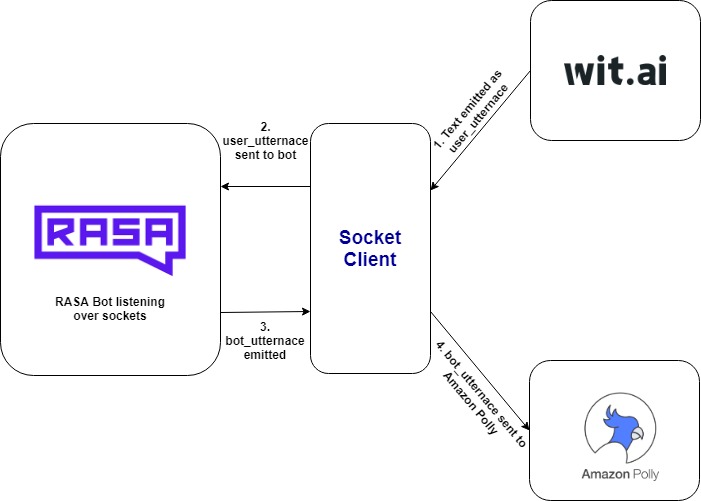 wit.ai
1. Text emitted as
user_utternace
2.
user_utternace
sent to bot
RASA
RASA Bot listening
over sockets
Socket
Client
3.
bot_utternace
emitted
4. bot_utternace sent to
Amazon Polly
Amazon Polly